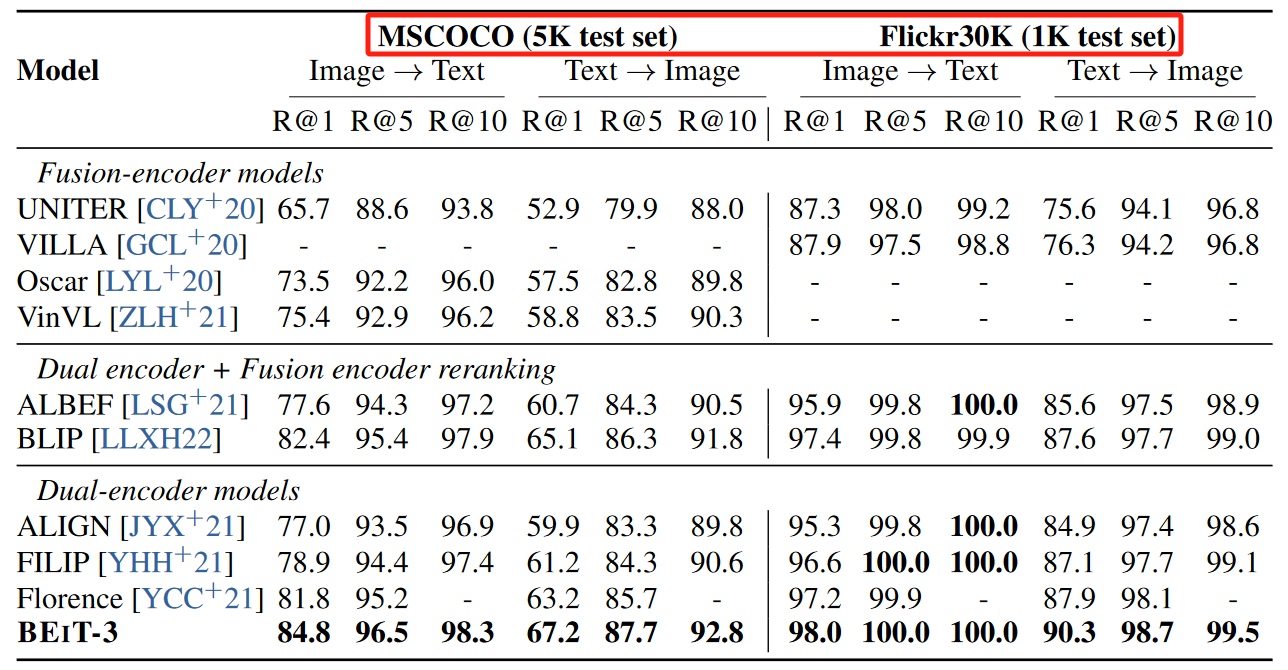 MSCOCO (5K test set) Flickr30K (1K test set)
Model Image → Text Text → Image Image → Text Text → Image
R@1 R@5 R@10 R@1 R@5 R@10 R@1 R@5 R@10 R@1 R@5 R@10
Fusion-encoder models
UNITER [CLY+20] 65.7 88.6 93.8 52.9 79.9 88.0 87.3 98.0 99.2 75.6 94.1 96.8
VILLA [GCL+20] - - - - - - 87.9 97.5 98.8 76.3 94.2 96.8
Oscar [LYL+20] 73.5 92.2 96.0 57.5 82.8 89.8 - - - - - -
VinVL [ZLH+21] 75.4 92.9 96.2 58.8 83.5 90.3 - - - - - -
Dual encoder + Fusion encoder reranking
ALBEF [LSG+21] 77.6 94.3 97.2 60.7 84.3 90.5 95.9 99.8 100.0 85.6 97.5 98.9
BLIP [LLXH22] 82.4 95.4 97.9 65.1 86.3 91.8 97.4 99.8 99.9 87.6 97.7 99.0
Dual-encoder models
ALIGN [JYX+21] 77.0 93.5 96.9 59.9 83.3 89.8 95.3 99.8 100.0 84.9 97.4 98.6
FILIP [YHH+21] 78.9 94.4 97.4 61.2 84.3 90.6 96.6 100.0 100.0 87.1 97.7 99.1
Florence [YCC+21] 81.8 95.2 - 63.2 85.7 - 97.2 99.9 - 87.9 98.1 -
BEIT-3 84.8 96.5 98.3 67.2 87.7 92.8 98.0 100.0 100.0 90.3 98.7 99.5